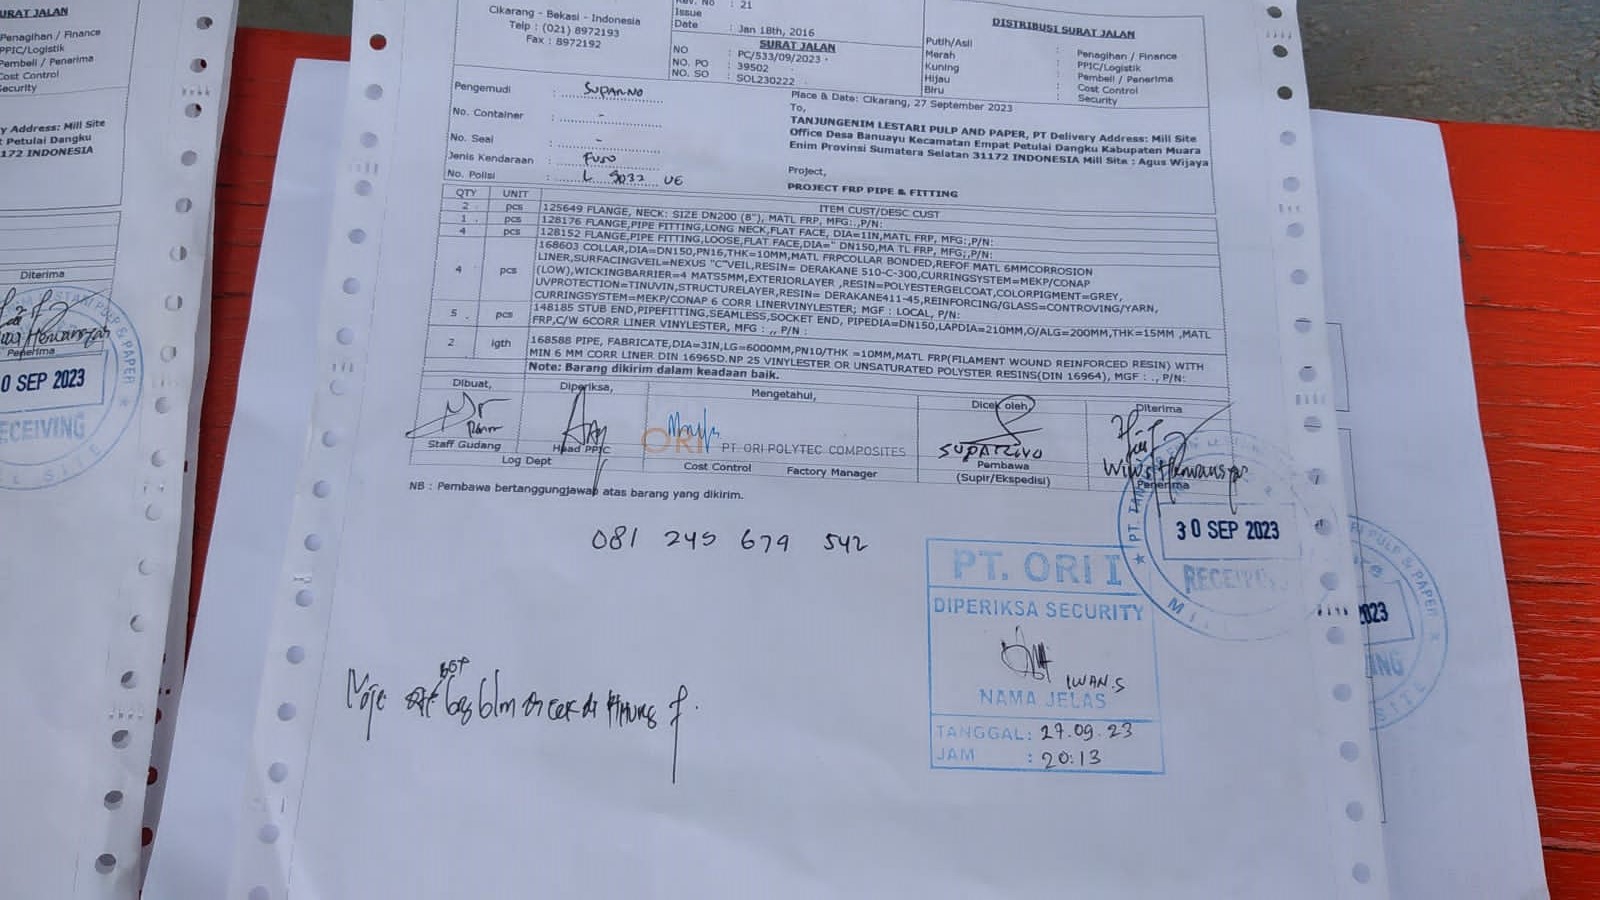 URAT JALAN
Penagihan / Finance
PPIC/Logistik
Pembeli / Penerima
Cost Control
Security
y Address: Mill Site
t Petulai Dangku
172 INDONESIA
Diterima
Penerima
0 SEP 2023
ECEIVING
Cikarang - Bekasi - Indonesia
Telp : (021) 8972193
Fax : 8972192
Rev. No : 21
Issue
Date : Jan 18th, 2016
SURAT JALAN
NO : PC/533/09/2023
NO. PO : 39502
NO. SO : SOL230222
DISTRIBUSI SURAT JALAN
Putih/Asli : Penagihan / Finance
Merah : PPIC/Logistik
Kuning : Pembeli / Penerima
Hijau : Cost Control
Biru : Security
Pengemudi : SUPARNO
No. Container : -
No. Seal : -
Jenis Kendaraan : FUSO
No. Polisi : L 9032 UE
Place & Date: Cikarang, 27 September 2023
To,
TANJUNGENIM LESTARI PULP AND PAPER, PT Delivery Address: Mill Site
Office Desa Banuayu Kecamatan Empat Petulai Dangku Kabupaten Muara
Enim Provinsi Sumatera Selatan 31172 INDONESIA Mill Site : Agus Wijaya
Project,
PROJECT FRP PIPE & FITTING
QTY UNIT ITEM CUST/DESC CUST
2 pcs 125649 FLANGE, NECK: SIZE DN200 (8"), MATL FRP, MFG:,P/N:
1 pcs 128176 FLANGE,PIPE FITTING,LONG NECK,FLAT FACE, DIA=1IN,MATL FRP, MFG:,P/N:
4 pcs 128152 FLANGE,PIPE FITTING,LOOSE,FLAT FACE,DIA=" DN150,MA TL FRP, MFG;,P/N:
4 pcs 168603 COLLAR,DIA=DN150,PN16,THK=10MM,MATL FRPCOLLAR BONDED,REFOF MATL 6MMCORROSION
LINER,SURFACINGVEIL=NEXUS "C"VEIL,RESIN= DERAKANE 510-C-300,CURRINGSYSTEM=MEKP/CONAP
(LOW),WICKINGBARRIER=4 MATS5MM,EXTERIORLAYER ,RESIN=POLYESTERGELCOAT,COLORPIGMENT=GREY,
UVPROTECTION=TINUVIN,STRUCTURELAYER,RESIN= DERAKANE411-45,REINFORCING/GLASS=CONTROVING/YARN,
CURRINGSYSTEM=MEKP/CONAP 6 CORR LINERVINYLESTER; MGF : LOCAL, P/N:
5 pcs 148185 STUB END,PIPEFITTING,SEAMLESS,SOCKET END, PIPEDIA=DN150,LAPDIA=210MM,O/ALG=200MM,THK=15MM ,MATL
FRP,C/W 6CORR LINER VINYLESTER, MFG : ,, P/N :
2 lgth 168588 PIPE, FABRICATE,DIA=3IN,LG=6000MM,PN10/THK =10MM,MATL FRP(FILAMENT WOUND REINFORCED RESIN) WITH
MIN 6 MM CORR LINER DIN 16965D.NP 25 VINYLESTER OR UNSATURATED POLYSTER RESINS(DIN 16964), MGF : ., P/N:
Note: Barang dikirim dalam keadaan baik.
Dibuat, Diperiksa, Mengetahui, Dicek oleh, Diterima
ORI PT ORI POLYTEC COMPOSITES
SUPARNO
Staff Gudang Head PPIC Cost Control Factory Manager Pembawa Penerima
Log Dept (Supir/Ekspedisi)
NB : Pembawa bertanggungjawab atas barang yang dikirim.
081 245 679 542
30 SEP 2023
PT. ORI I
DIPERIKSA SECURITY
IWAN.S
NAMA JELAS
TANGGAL: 27.09.23
JAM : 20:13
2023